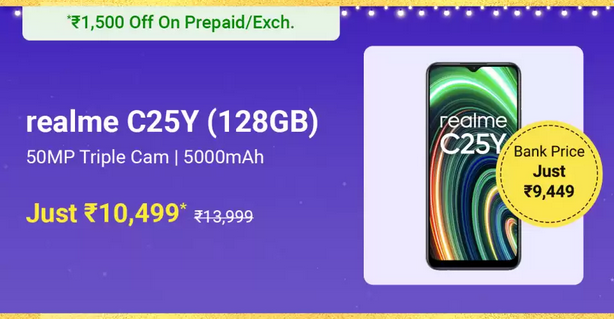 *₹1,500 Off On Prepaid/Exch.
realme C25Y (128GB)
50MP Triple Cam | 5000mAh
Just ₹10,499* ₹13,999
realme
C25Y
Bank Price
Just
₹9,449